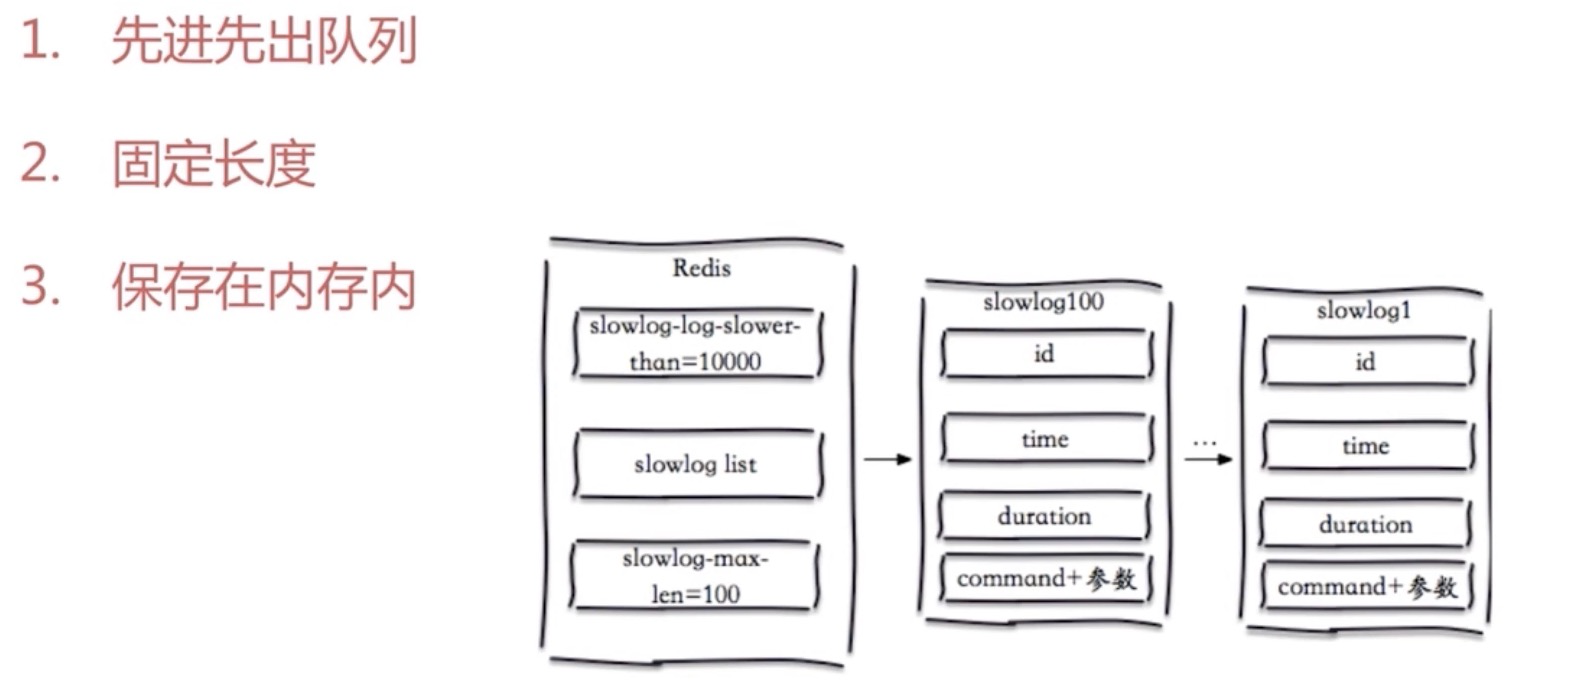 1. 先进先出队列
2. 固定长度
3. 保存在内存内
Redis
slowlog-log-slower-
than=10000
slowlog list
slowlog-max-
len=100
slowlog100
id
time
duration
command+参数
...
slowlog1
id
time
duration
command+参数